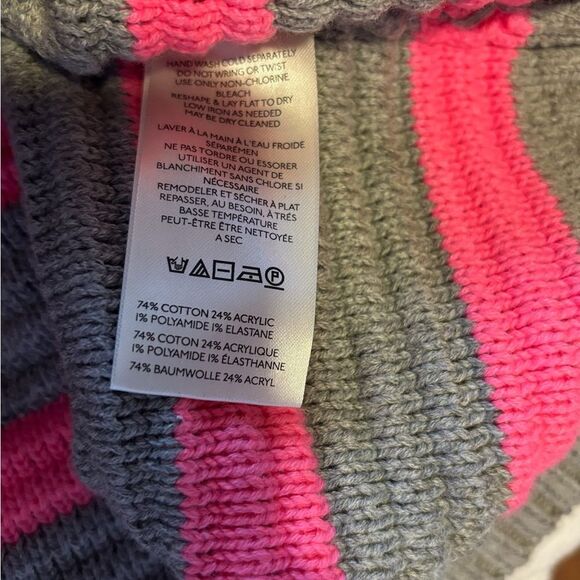 HAND WASH COLD SEPARATELY
DO NOT WRING OR TWIST
USE ONLY NON-CHLORINE
BLEACH
RESHAPE & LAY FLAT TO DRY
LOW IRON AS NEEDED
MAY BE DRY CLEANED
LAVER À LA MAIN À L'EAU FROIDE
SÉPARÉMEN
NE PAS TORDRE OU ESSORER
UTILISER UN AGENT DE
BLANCHIMENT SANS CHLORE SI
NÉCESSAIRE
REMODELER ET SÉCHER À PLAT
REPASSER, AU BESOIN, À TRÉS
BASSE TEMPÉRATURE
PEUT-ÊTRE ÊTRE NETTOYÉE
A SEC
P
74% COTTON 24% ACRYLIC
1% POLYAMIDE 1% ELASTANE
74% COTON 24% ACRYLIQUE
1% POLYAMIDE 1% ÉLASTHANNE
74% BAUMWOLLE 24% ACRYL